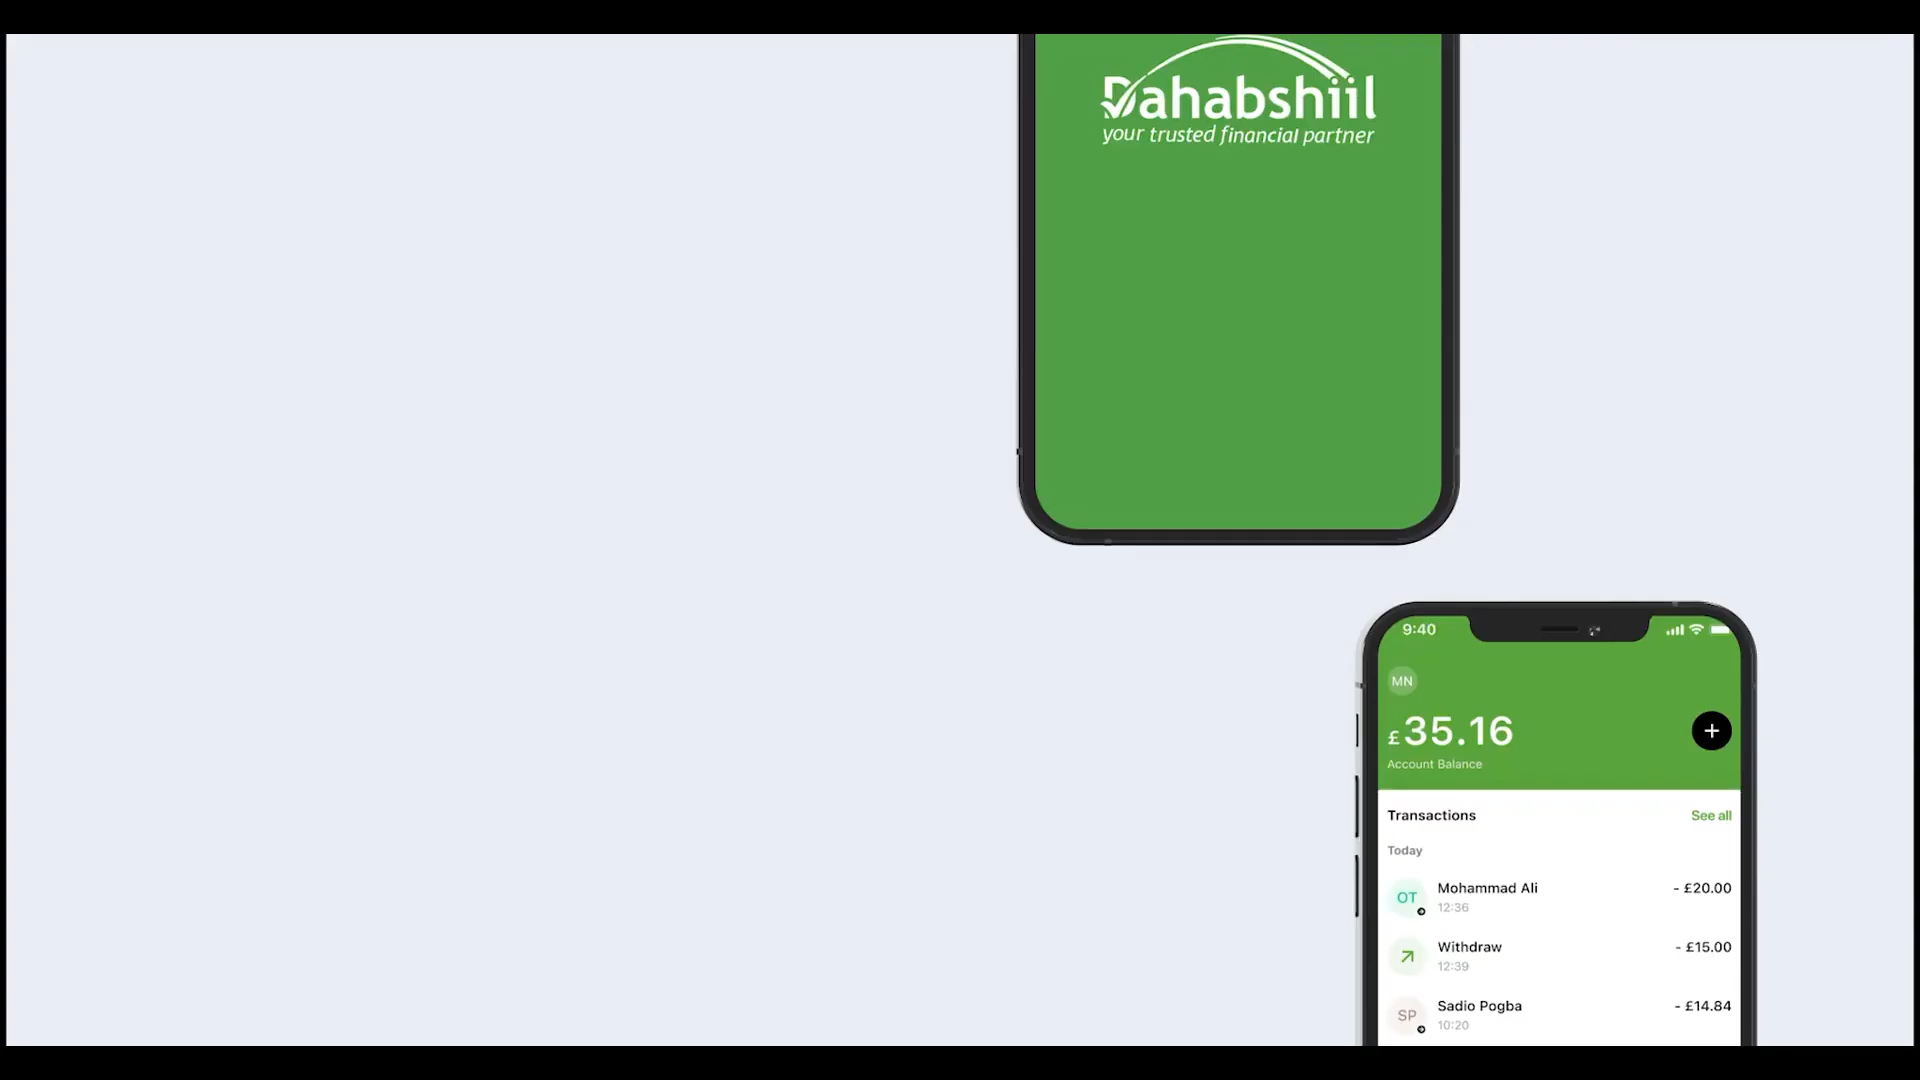 Dahabshiil
your trusted financial partner
9:40
MN
£35.16
+
Account Balance
Transactions See all
Today
OT Mohammad Ali - £20.00
12:36
Withdraw - £15.00
12:39
SP Sadio Pogba - £14.84
10:20